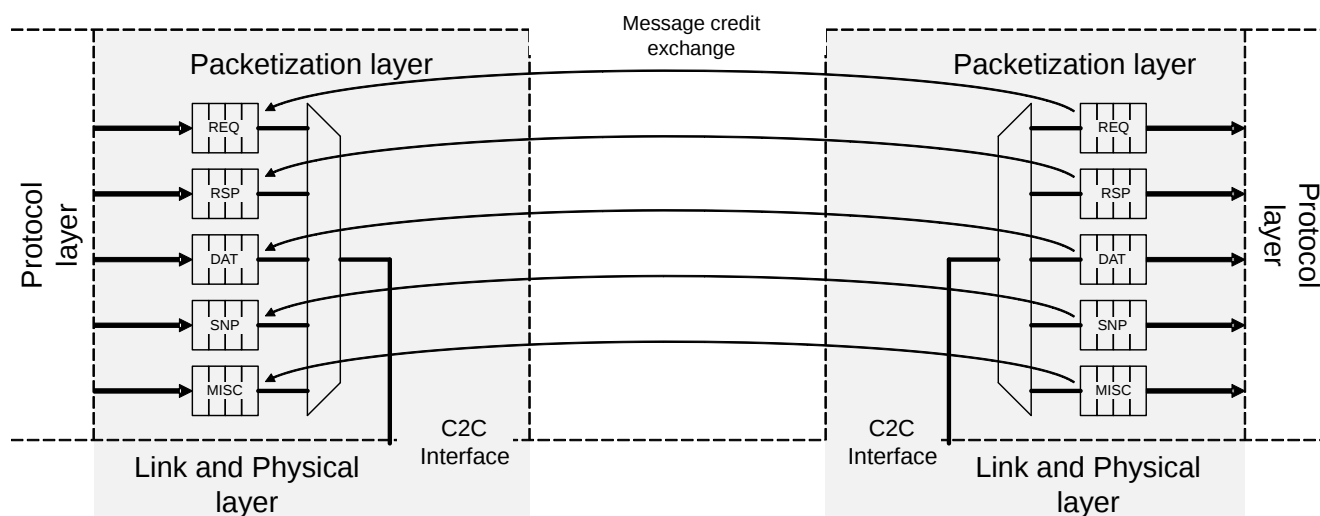 Message credit
exchange
Packetization layer
Packetization layer
REQ
REQ
RSP
RSP
Protocol
layer
DAT
DAT
Protocol
layer
SNP
SNP
MISC
MISC
C2C
Interface
C2C
Interface
Link and Physical
layer
Link and Physical
layer